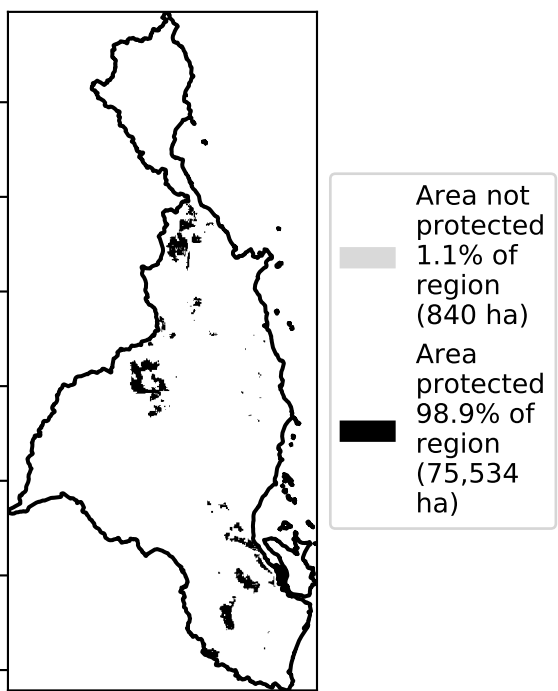 Area not
protected
1.1% of
region
(840 ha)
Area
protected
98.9% of
region
(75,534
ha)